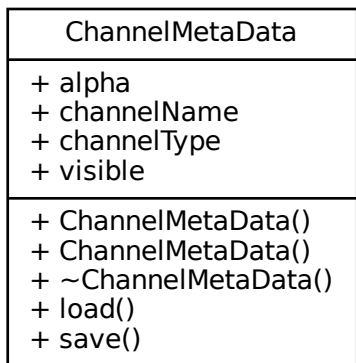 ChannelMetaData
+ alpha
+ channelName
+ channelType
+ visible
+ ChannelMetaData()
+ ChannelMetaData()
+ ~ChannelMetaData()
+ load()
+ save()